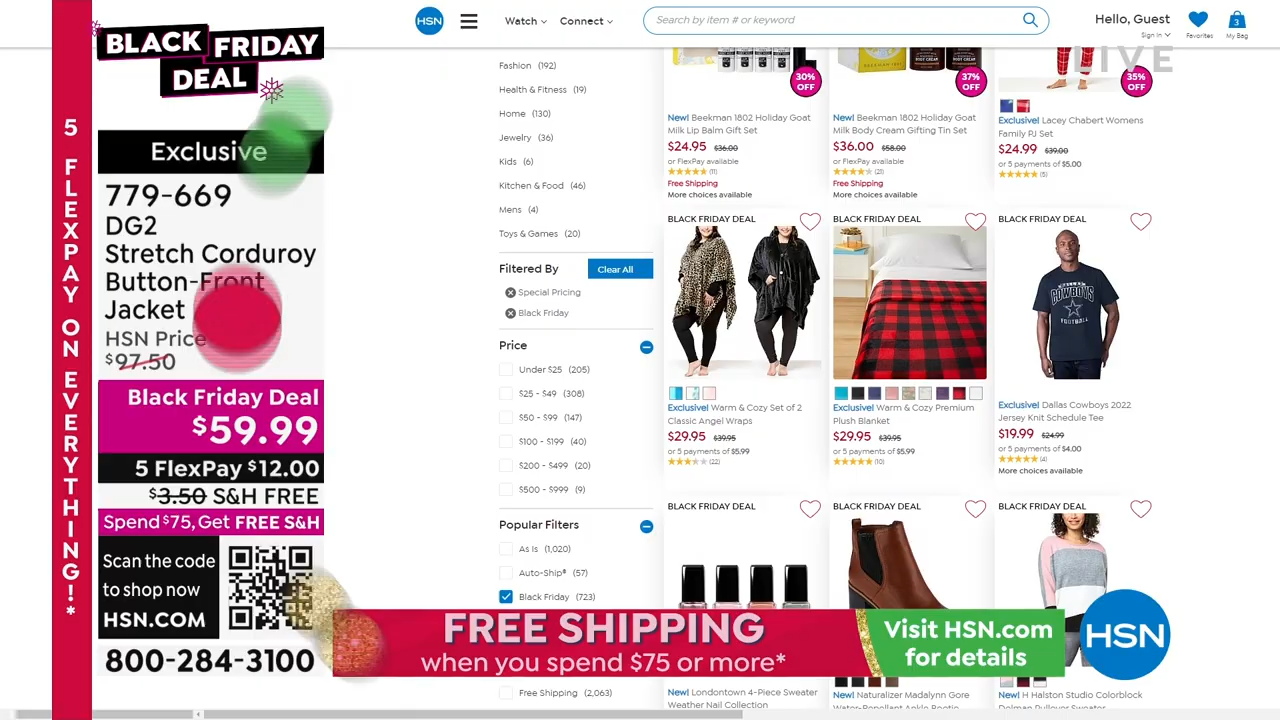 5 FLEXPAY ON EVERYTHING!*
BLACK FRIDAY
DEAL
Exclusive
779-669
DG2
Stretch Corduroy
Button-Front
Jacket
HSN Price
$97.50
Black Friday Deal
$59.99
5 FlexPay $12.00
$3.50 S&H FREE
Spend $75, Get FREE S&H
Scan the code
to shop now
HSN.COM
800-284-3100
HSN
Watch
Connect
Search by item # or keyword
Hello, Guest
Sign in
Favorites
3
My Bag
LIVE
Fashion (192)
Health & Fitness (19)
Home (130)
Jewelry (36)
Kids (6)
Kitchen & Food (46)
Mens (4)
Toys & Games (20)
Filtered By
Clear All
Special Pricing
Black Friday
Price
Under $25 (205)
$25 - $49 (308)
$50 - $99 (147)
$100 - $199 (40)
$200 - $499 (20)
$500 - $999 (9)
Popular Filters
As Is (1,020)
Auto-Ship® (57)
Black Friday (723)
Free Shipping (2,063)
30%
OFF
New! Beekman 1802 Holiday Goat
Milk Lip Balm Gift Set
$24.95 $36.00
or FlexPay available
(11)
Free Shipping
More choices available
37%
OFF
New! Beekman 1802 Holiday Goat
Milk Body Cream Gifting Tin Set
$36.00 $58.00
or FlexPay available
(21)
Free Shipping
More choices available
35%
OFF
Exclusive! Lacey Chabert Womens
Family PJ Set
$24.99 $39.00
or 5 payments of $5.00
(5)
BLACK FRIDAY DEAL
Exclusive! Warm & Cozy Set of 2
Classic Angel Wraps
$29.95 $39.95
or 5 payments of $5.99
(22)
BLACK FRIDAY DEAL
Exclusive! Warm & Cozy Premium
Plush Blanket
$29.95 $39.95
or 5 payments of $5.99
(10)
BLACK FRIDAY DEAL
DALLAS
COWBOYS
FOOTBALL
Exclusive! Dallas Cowboys 2022
Jersey Knit Schedule Tee
$19.99 $24.99
or 5 payments of $4.00
(4)
More choices available
BLACK FRIDAY DEAL
New! Londontown 4-Piece Sweater
Weather Nail Collection
BLACK FRIDAY DEAL
New! Naturalizer Madalynn Gore
Water-Repellent Ankle Bootie
BLACK FRIDAY DEAL
New! H Halston Studio Colorblock
Dolman Pullover Sweater
FREE SHIPPING
when you spend $75 or more*
Visit HSN.com
for details
HSN